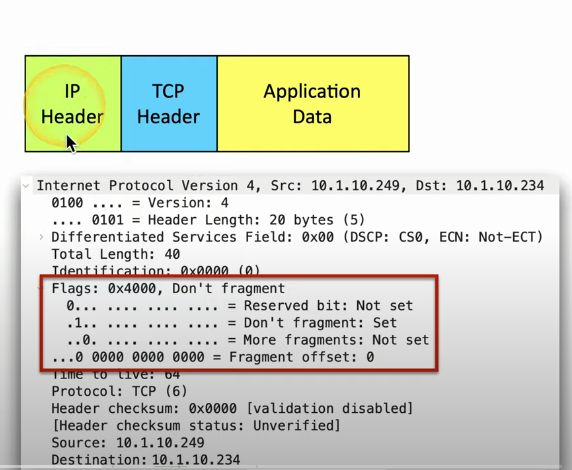 IP
Header
TCP
Header
Application
Data
Internet Protocol Version 4, Src: 10.1.10.249, Dst: 10.1.10.234
0100 .... = Version: 4
.... 0101 = Header Length: 20 bytes (5)
Differentiated Services Field: 0x00 (DSCP: CS0, ECN: Not-ECT)
Total Length: 40
Identification: 0x0000 (0)
Flags: 0x4000, Don't fragment
0... .... .... .... = Reserved bit: Not set
.1.. .... .... .... = Don't fragment: Set
..0. .... .... .... = More fragments: Not set
...0 0000 0000 0000 = Fragment offset: 0
Time to live: 64
Protocol: TCP (6)
Header checksum: 0x0000 [validation disabled]
[Header checksum status: Unverified]
Source: 10.1.10.249
Destination: 10.1.10.234